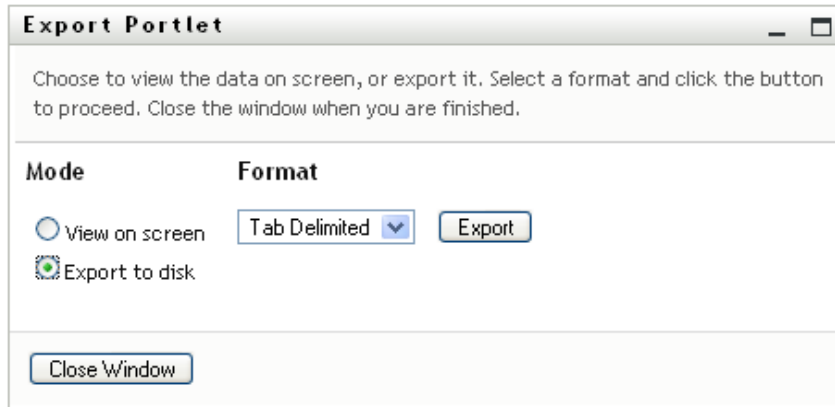 Export Portlet
Choose to view the data on screen, or export it. Select a format and click the button
to proceed. Close the window when you are finished.
Mode Format
View on screen Tab Delimited Export
Export to disk
Close Window